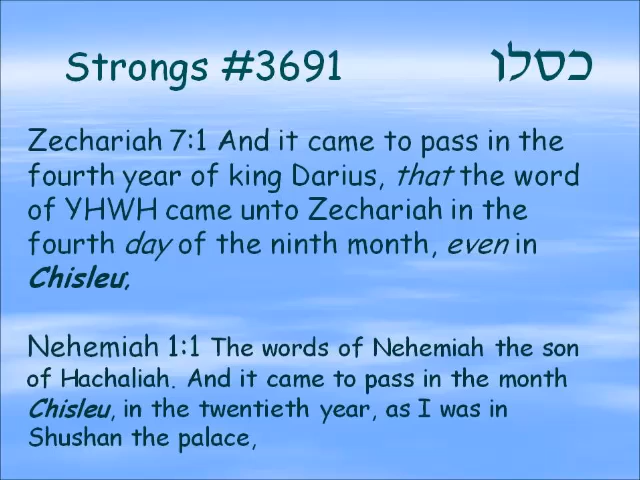 Strongs #3691 כסלו
Zechariah 7:1 And it came to pass in the
fourth year of king Darius, that the word
of YHWH came unto Zechariah in the
fourth day of the ninth month, even in
Chisleu;
Nehemiah 1:1 The words of Nehemiah the son
of Hachaliah. And it came to pass in the month
Chisleu, in the twentieth year, as I was in
Shushan the palace,